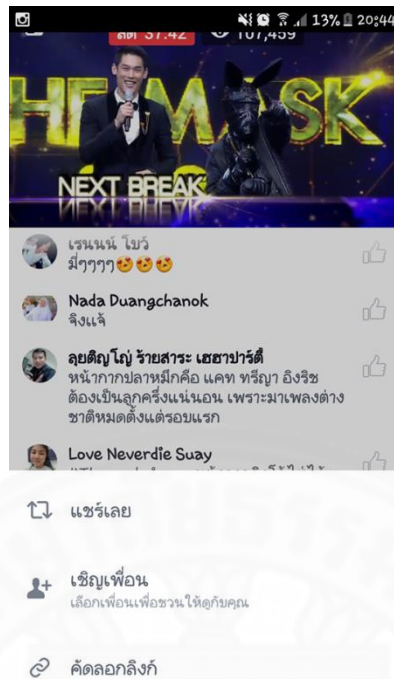 13% 20:44
สด 37:42 107,459
THE MASK
NEXT BREAK
เรนนน์ โบว์
มี่ๆๆๆๆ😍😍😍
Nada Duangchanok
จิงแจ้
ลุยติญโญ่ ร้ายสาระ เฮฮาปาร์ตี้
หน้ากากปลาหมึกคือ แคท ทรีญา อิงริช
ต้องเป็นลูกครึ่งแน่นอน เพราะมาเพลงต่าง
ชาติหมดตั้งแต่รอบแรก
Love Neverdie Suay
แชร์เลย
เชิญเพื่อน
เลือกเพื่อนเพื่อชวนให้ดูกับคุณ
คัดลอกลิงก์